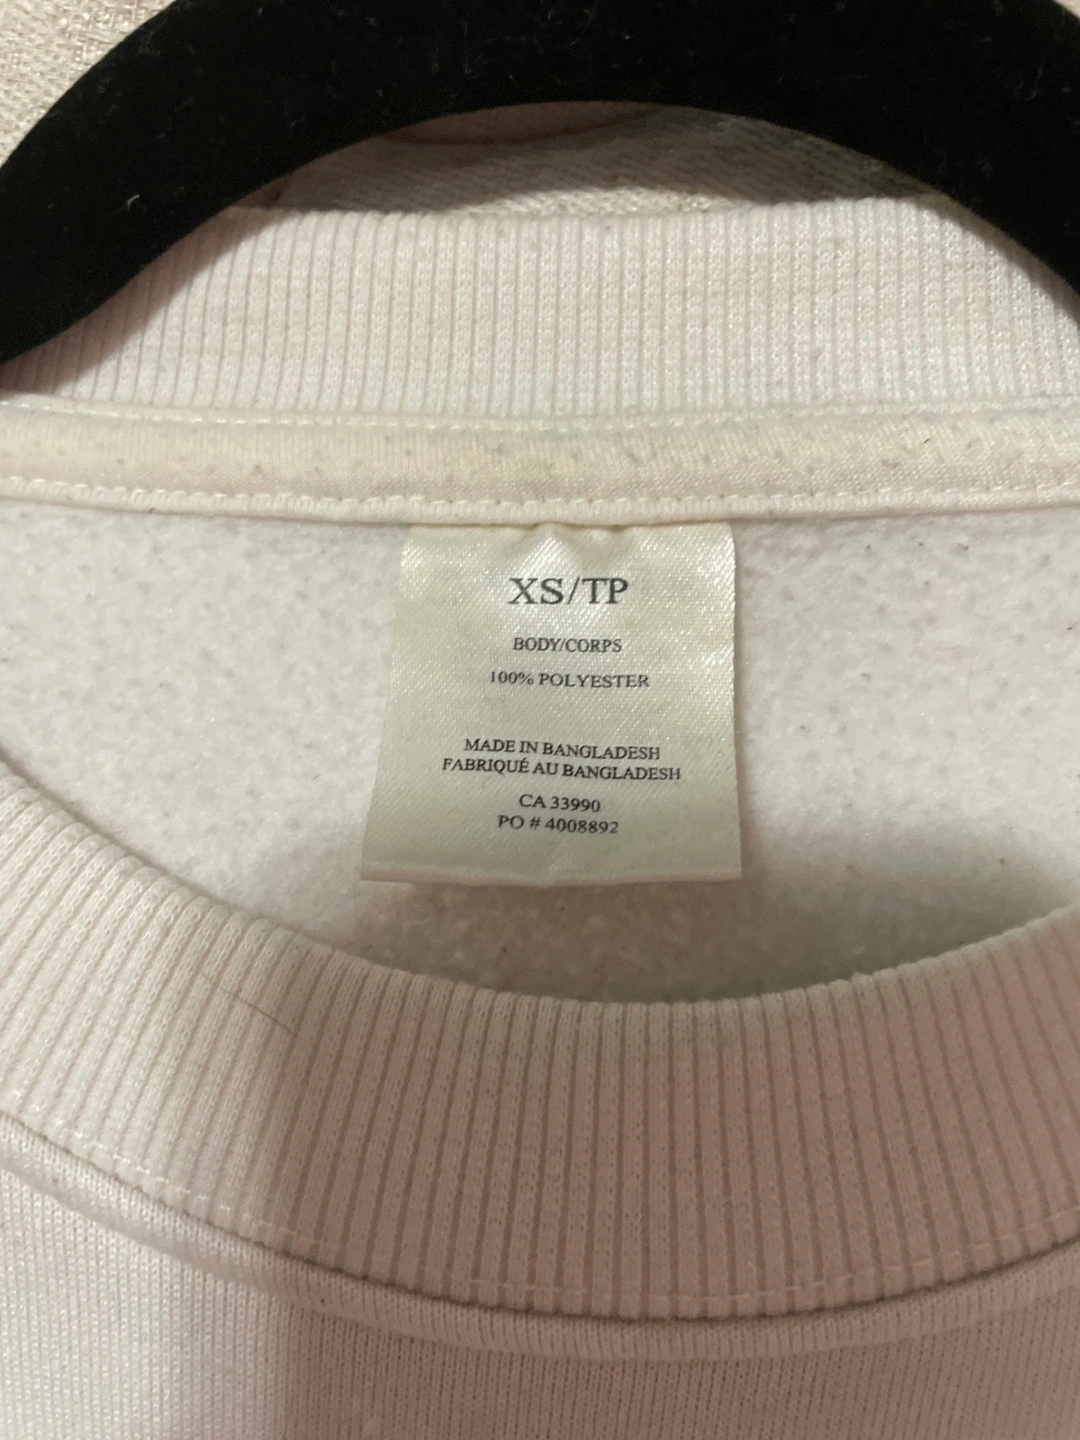 XS/TP
BODY/CORPS
100% POLYESTER
MADE IN BANGLADESH
FABRIQUÉ AU BANGLADESH
CA 33990
PO # 4008892